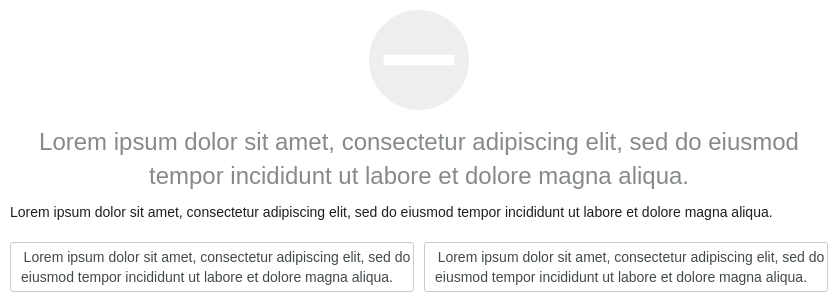 Lorem ipsum dolor sit amet, consectetur adipiscing elit, sed do eiusmod
tempor incididunt ut labore et dolore magna aliqua.
Lorem ipsum dolor sit amet, consectetur adipiscing elit, sed do eiusmod tempor incididunt ut labore et dolore magna aliqua.
Lorem ipsum dolor sit amet, consectetur adipiscing elit, sed do
eiusmod tempor incididunt ut labore et dolore magna aliqua.
Lorem ipsum dolor sit amet, consectetur adipiscing elit, sed do
eiusmod tempor incididunt ut labore et dolore magna aliqua.